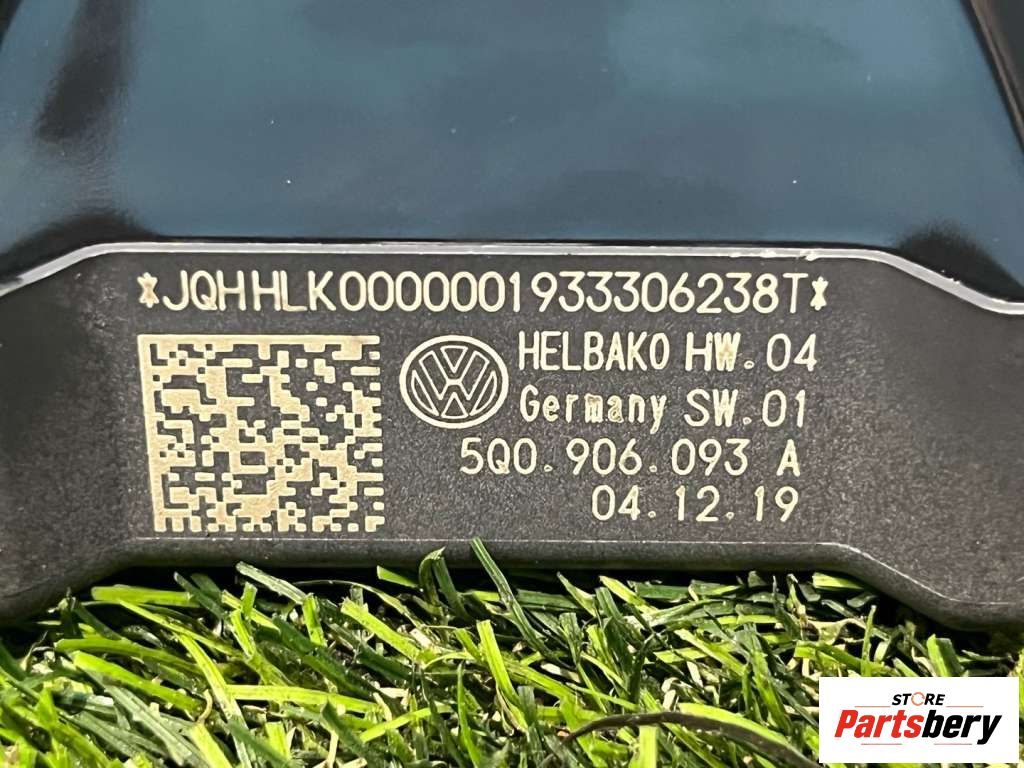 *JQHHLK0000001933306238T*
HELBAKO HW.04
Germany SW.01
5Q0.906.093 A
04.12.19
STORE
Partsbery